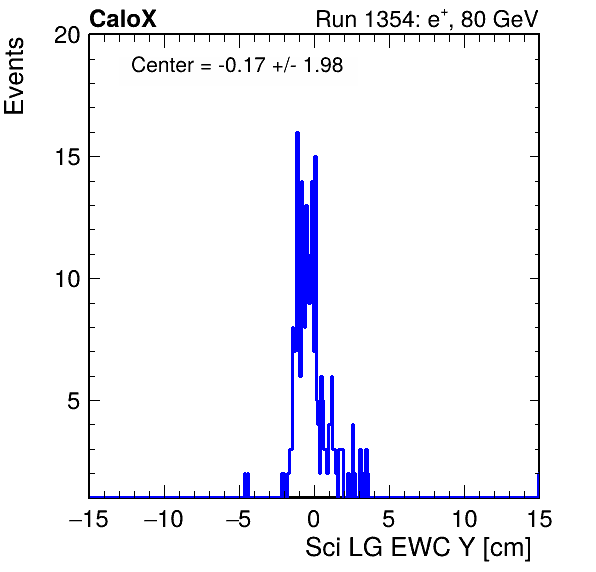 CaloX Run 1354: e⁺, 80 GeV
Center = -0.17 +/- 1.98
Events
20
15
10
5
−15 −10 −5 0 5 10 15
Sci LG EWC Y [cm]